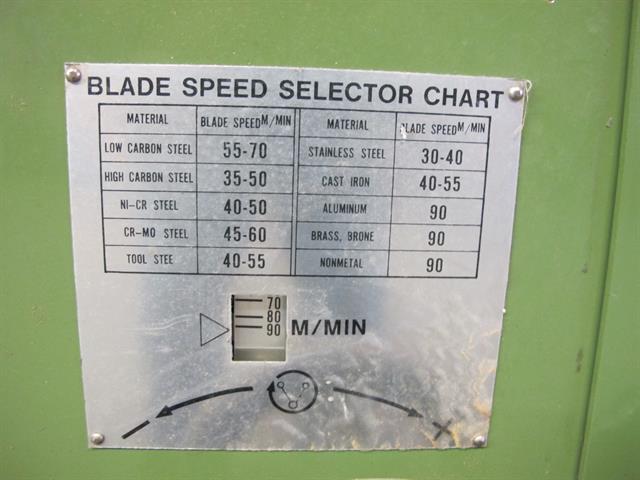 BLADE SPEED SELECTOR CHART
MATERIAL BLADE SPEED M/MIN MATERIAL BLADE SPEED M/MIN
LOW CARBON STEEL 55-70 STAINLESS STEEL 30-40
HIGH CARBON STEEL 35-50 CAST IRON 40-55
NI-CR STEEL 40-50 ALUMINUM 90
CR-MO STEEL 45-60 BRASS, BRONE 90
TOOL STEE 40-55 NONMETAL 90
70
80
90 M/MIN
- +